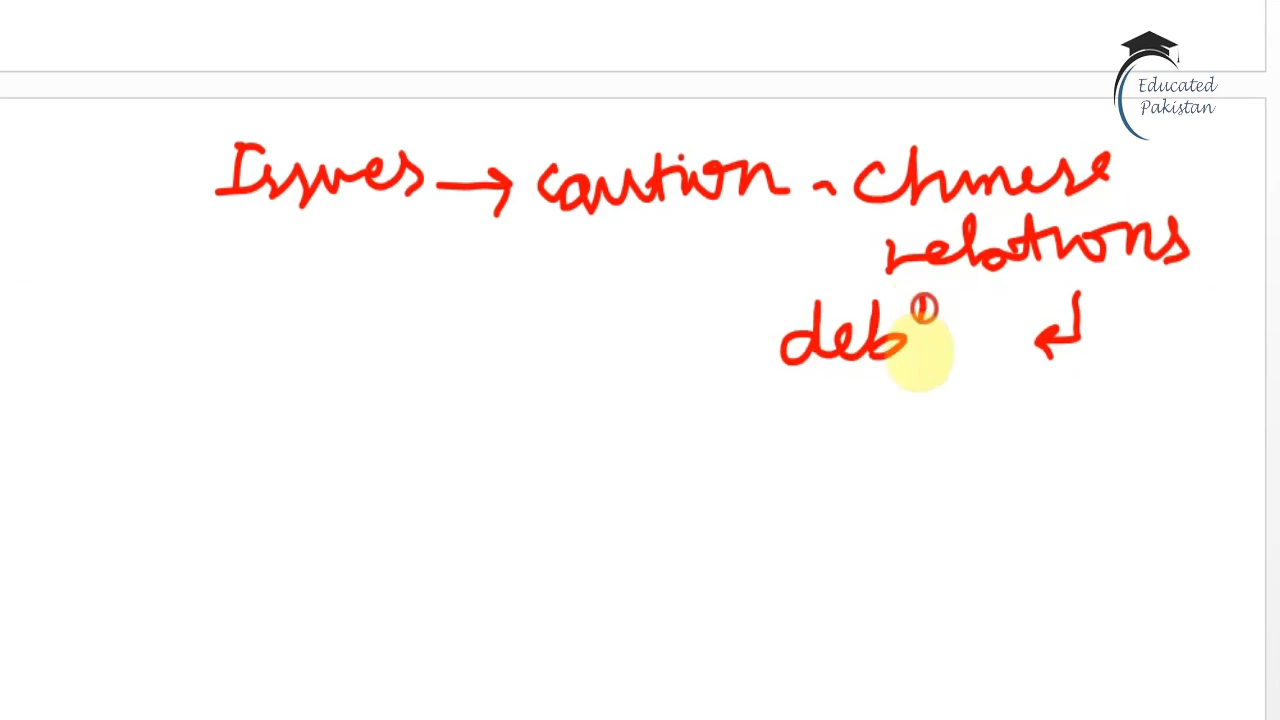 Educated
Pakistan
Issues → caution - Chinese
relations
deb